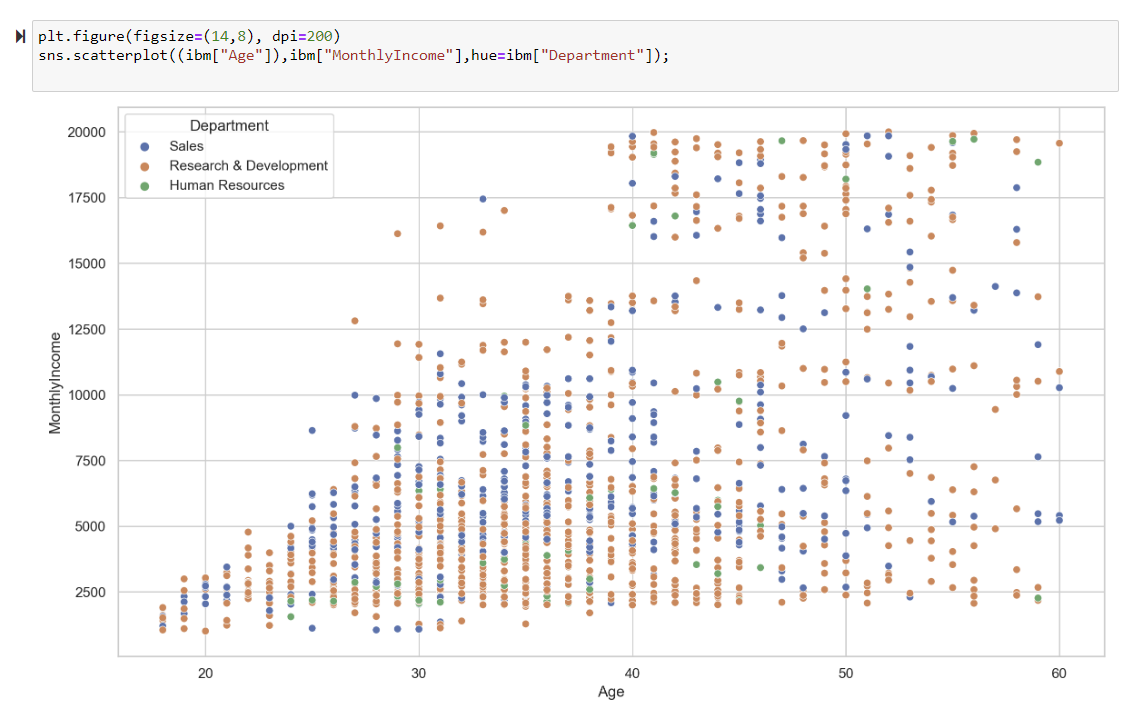 plt.figure(figsize=(14,8), dpi=200)
sns.scatterplot((ibm["Age"]),ibm["MonthlyIncome"],hue=ibm["Department"]);
Department
Sales
Research & Development
Human Resources
20000
17500
15000
12500
10000
7500
5000
2500
MonthlyIncome
20 30 40 50 60
Age